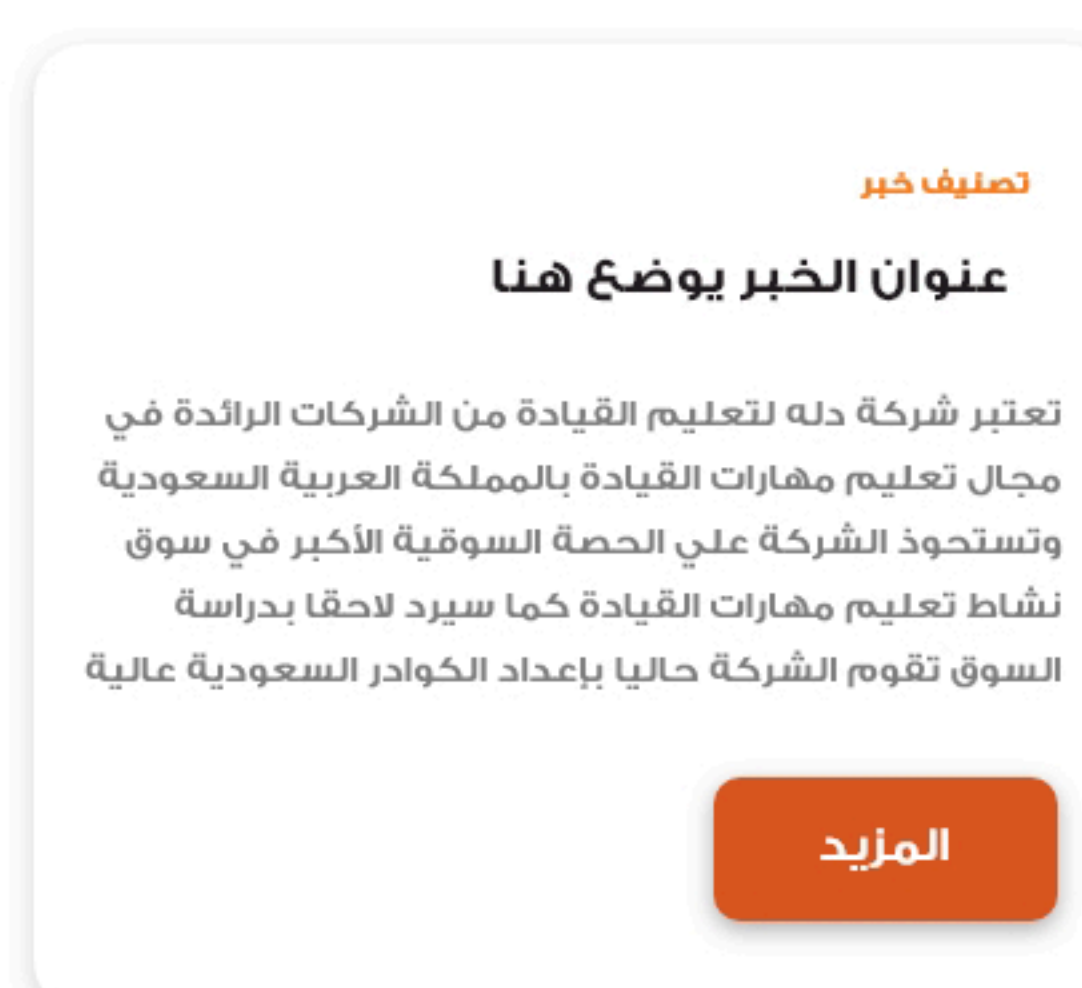 تصنيف خبر
عنوان الخبر يوضع هنا
تعتبر شركة دله لتعليم القيادة من الشركات الرائدة في
مجال تعليم مهارات القيادة بالمملكة العربية السعودية
وتستحوذ الشركة علي الحصة السوقية الأكبر في سوق
نشاط تعليم مهارات القيادة كما سيرد لاحقا بدراسة
السوق تقوم الشركة حاليا بإعداد الكوادر السعودية عالية
المزيد